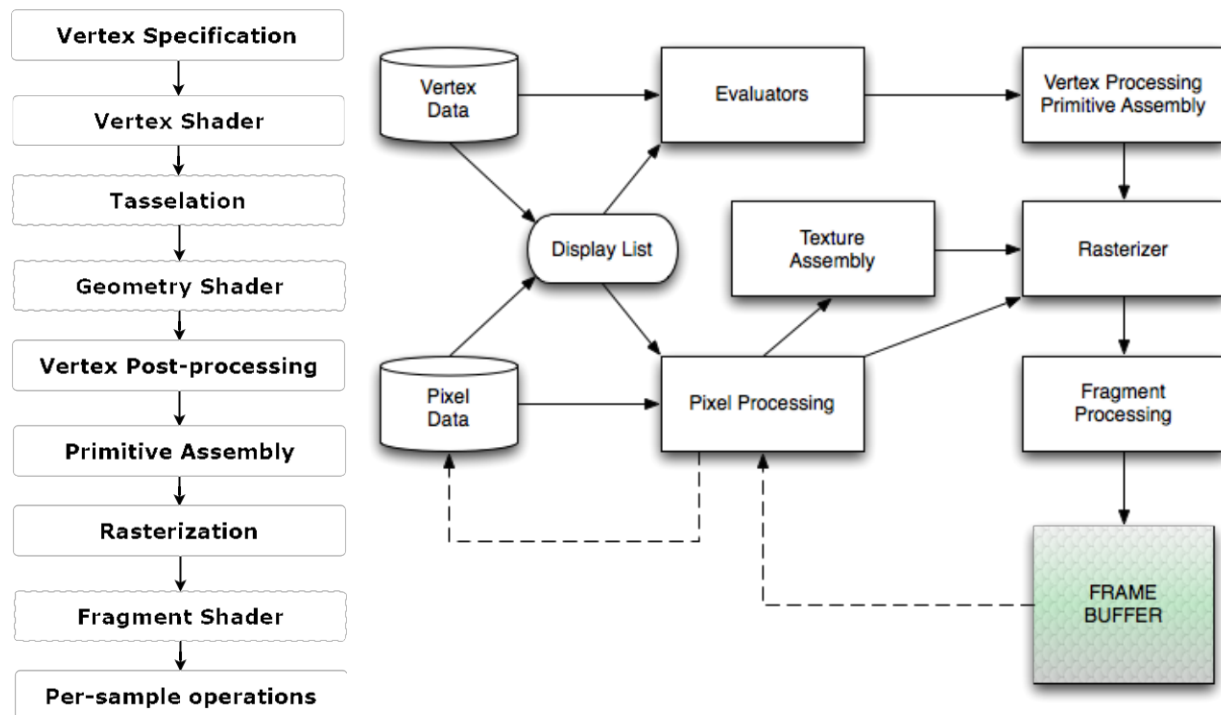 Vertex Specification
Vertex Shader
Tasselation
Geometry Shader
Vertex Post-processing
Primitive Assembly
Rasterization
Fragment Shader
Per-sample operations
Vertex
Data
Evaluators
Vertex Processing
Primitive Assembly
Display List
Texture
Assembly
Rasterizer
Pixel
Data
Pixel Processing
Fragment
Processing
FRAME
BUFFER